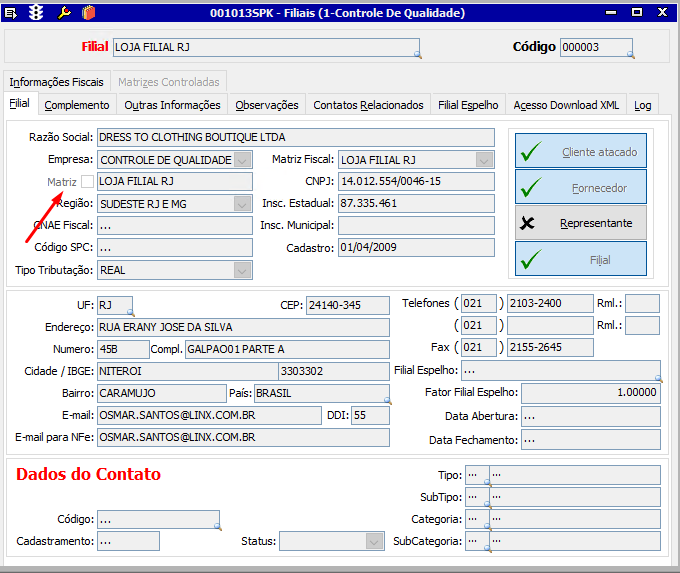 001013SPK - Filiais (1-Controle De Qualidade)
Filial LOJA FILIAL RJ Código 000003
Informações Fiscais Matrizes Controladas
Filial Complemento Outras Informações Observações Contatos Relacionados Filial Espelho Acesso Download XML Log
Razão Social: DRESS TO CLOTHING BOUTIQUE LTDA
Empresa: CONTROLE DE QUALIDADE Matriz Fiscal: LOJA FILIAL RJ
Matriz LOJA FILIAL RJ CNPJ: 14.012.554/0046-15
Região: SUDESTE RJ E MG Insc. Estadual: 87.335.461
CNAE Fiscal: ... Insc. Municipal:
Código SPC: ... Cadastro: 01/04/2009
Tipo Tributação: REAL
Cliente atacado
Fornecedor
Representante
Filial
UF: RJ CEP: 24140-345 Telefones (021) 2103-2400 Rml.:
Endereço: RUA ERANY JOSE DA SILVA (021) Rml.:
Numero: 45B Compl. GALPAO01 PARTE A Fax (021) 2155-2645
Cidade / IBGE: NITEROI 3303302 Filial Espelho: ...
Bairro: CARAMUJO País: BRASIL Fator Filial Espelho: 1.00000
E-mail: OSMAR.SANTOS@LINX.COM.BR DDI: 55 Data Abertura: ...
E-mail para NFe: OSMAR.SANTOS@LINX.COM.BR Data Fechamento: ...
Dados do Contato Tipo: ... ...
SubTipo: ... ...
Código: ... Categoria: ... ...
Cadastramento: ... Status: SubCategoria: ... ...